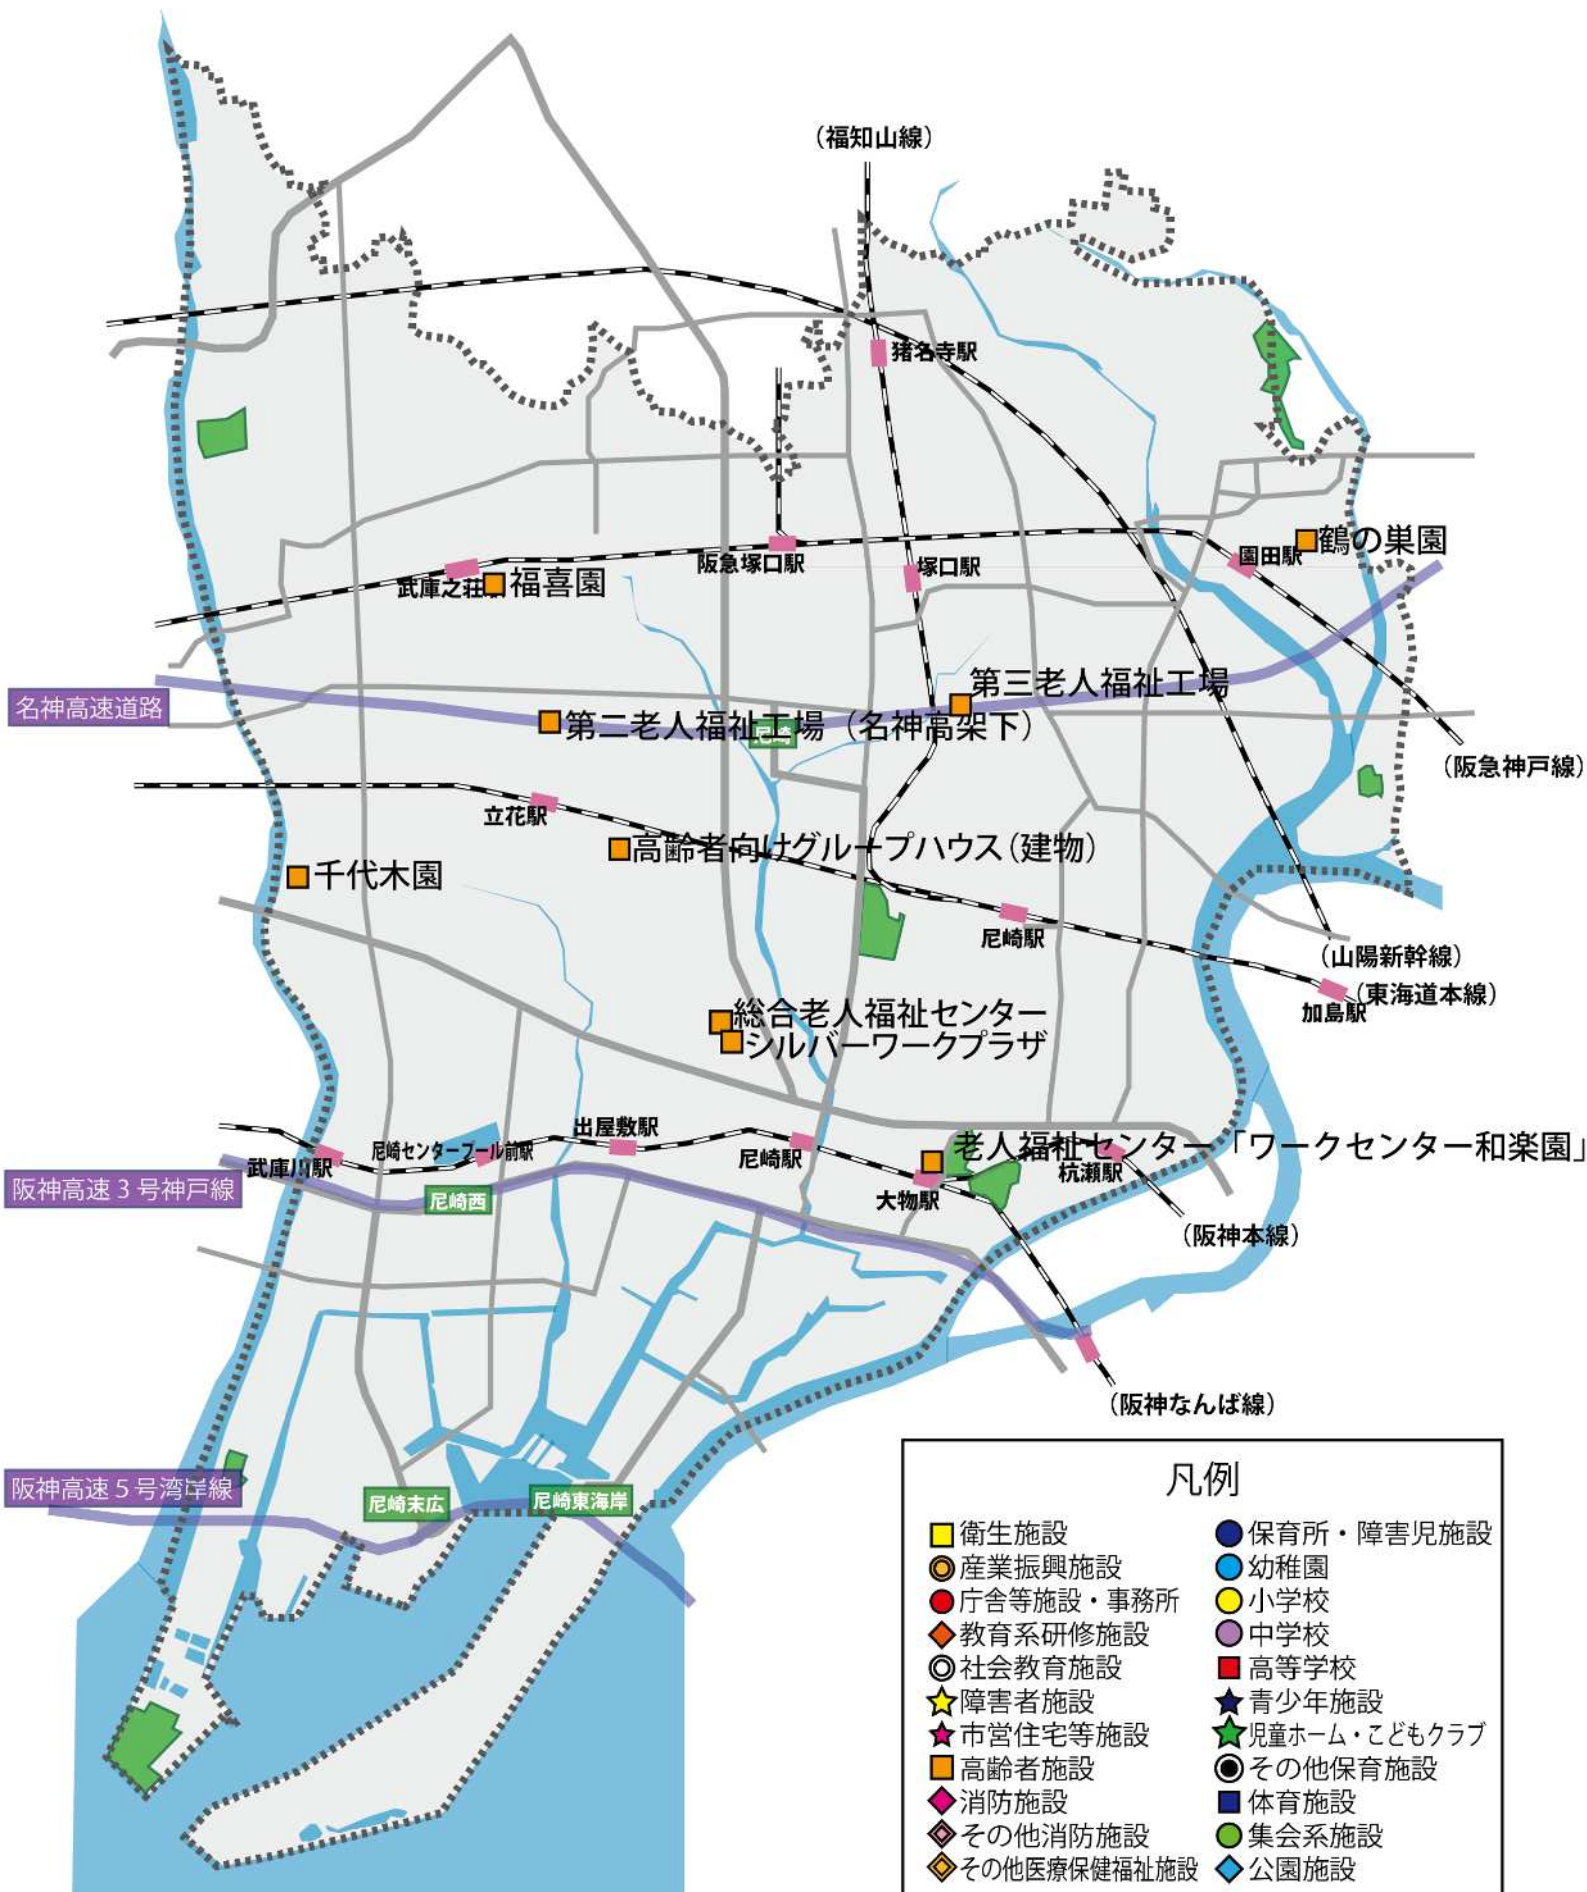 (福知山線)
猪名寺駅
鶴の巣園
園田駅
阪急塚口駅
塚口駅
武庫之荘
福喜園
第三老人福祉工場
名神高速道路
第二老人福祉工場(名神高架下)
尼崎
(阪急神戸線)
立花駅
高齢者向けグループハウス(建物)
千代木園
尼崎駅
(山陽新幹線)
(東海道本線)
加島駅
総合老人福祉センター
シルバーワークプラザ
出屋敷駅
尼崎センタープール前駅
武庫川駅
尼崎駅
老人福祉センター「ワークセンター和楽園」
杭瀬駅
大物駅
阪神高速3号神戸線
尼崎西
(阪神本線)
(阪神なんば線)
阪神高速5号湾岸線
尼崎末広
尼崎東海岸
凡例
衛生施設
産業振興施設
庁舎等施設・事務所
教育系研修施設
社会教育施設
障害者施設
市営住宅等施設
高齢者施設
消防施設
その他消防施設
その他医療保健福祉施設
保育所・障害児施設
幼稚園
小学校
中学校
高等学校
青少年施設
児童ホーム・こどもクラブ
その他保育施設
体育施設
集会系施設
公園施設